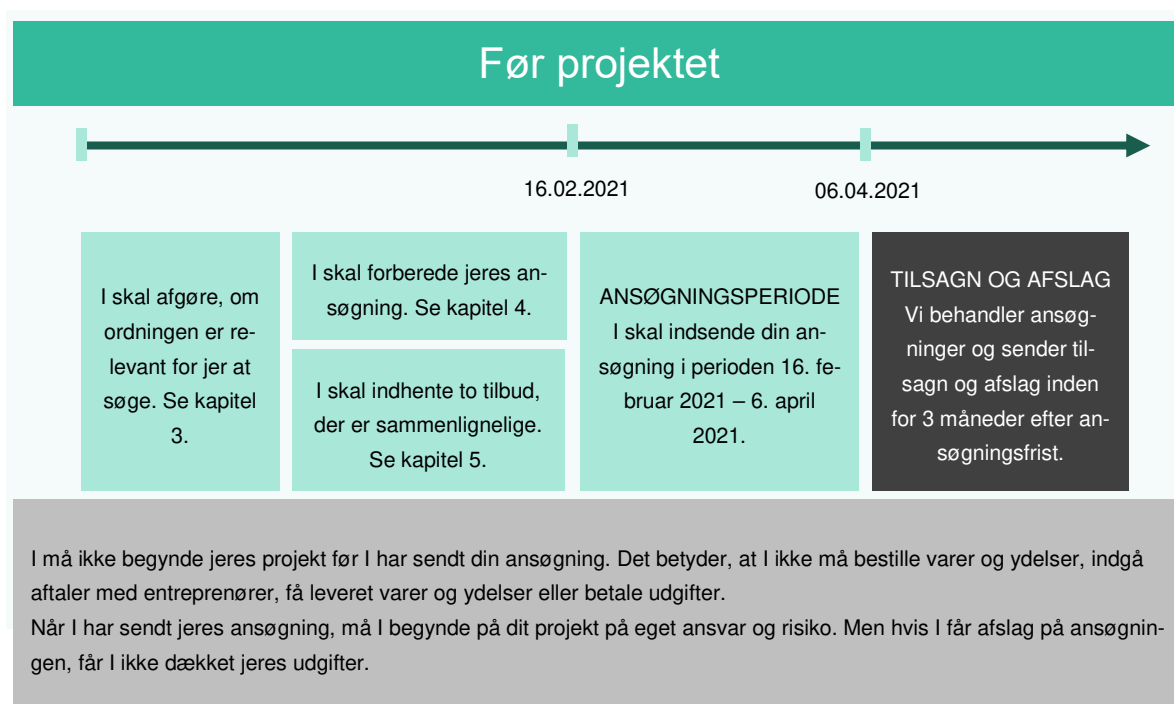 Før projektet
16.02.2021
06.04.2021
I skal afgøre, om
ordningen er re-
levant for jer at
søge. Se kapitel
3.
I skal forberede jeres an-
søgning. Se kapitel 4.
I skal indhente to tilbud,
der er sammenlignelige.
Se kapitel 5.
ANSØGNINGSPERIODE
I skal indsende din an-
søgning i perioden 16. fe-
bruar 2021 – 6. april
2021.
TILSAGN OG AFSLAG
Vi behandler ansøg-
ninger og sender til-
sagn og afslag inden
for 3 måneder efter an-
søgningsfrist.
I må ikke begynde jeres projekt før I har sendt din ansøgning. Det betyder, at I ikke må bestille varer og ydelser, indgå
aftaler med entreprenører, få leveret varer og ydelser eller betale udgifter.
Når I har sendt jeres ansøgning, må I begynde på dit projekt på eget ansvar og risiko. Men hvis I får afslag på ansøgnin-
gen, får I ikke dækket jeres udgifter.